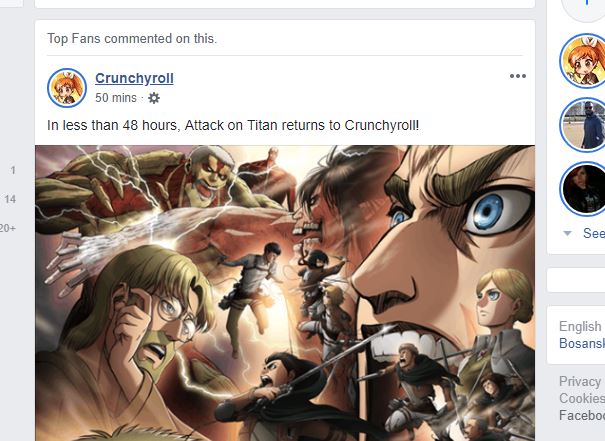 Top Fans commented on this.
Crunchyroll
50 mins ·
In less than 48 hours, Attack on Titan returns to Crunchyroll!
1
14
20+
See
English
Bosansk
Privacy
Cookies
Faceboo